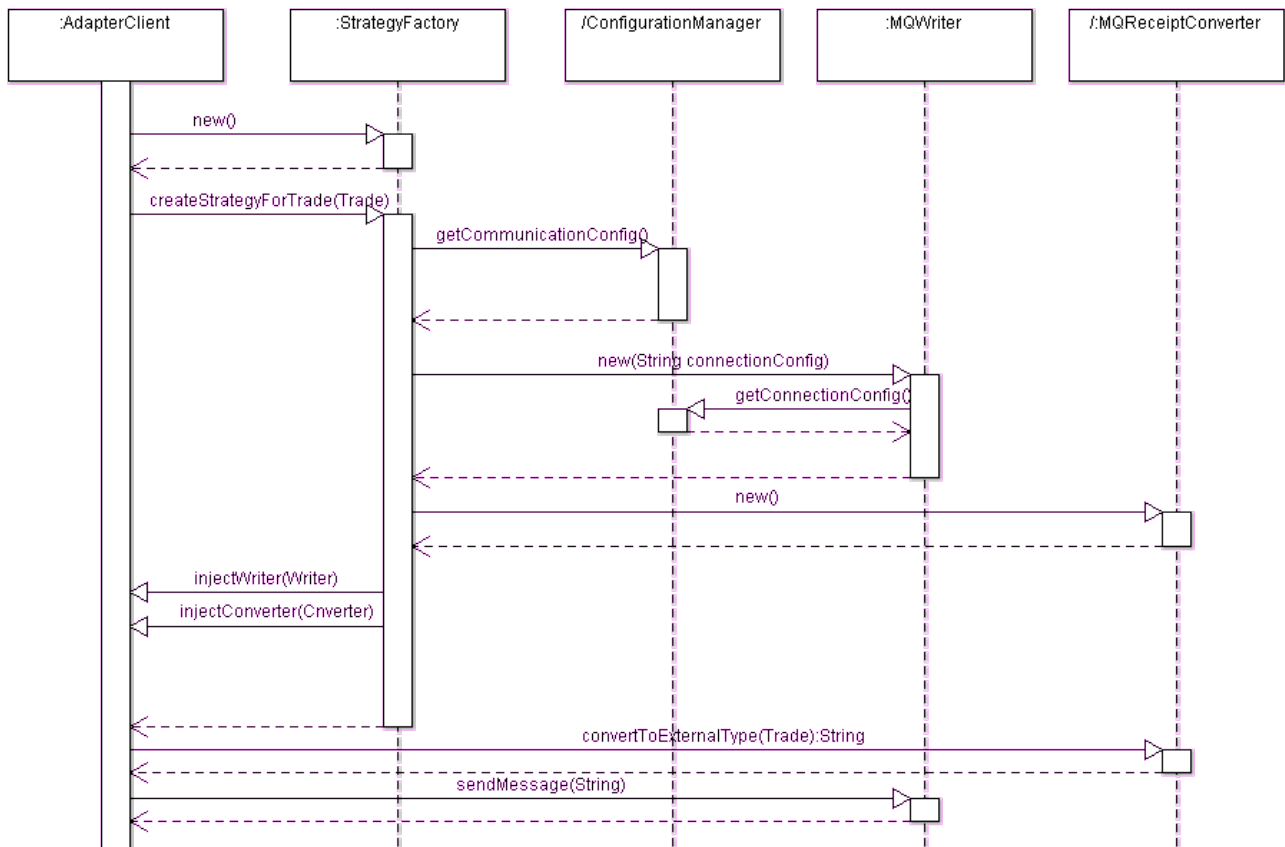 :AdapterClient
:StrategyFactory
/ConfigurationManager
:MQWriter
/:MQReceiptConverter
new()
createStrategyForTrade(Trade)
getCommunicationConfig()
new(String connectionConfig)
getConnectionConfig()
new()
injectWriter(Writer)
injectConverter(Cnverter)
convertToExternalType(Trade):String
sendMessage(String)